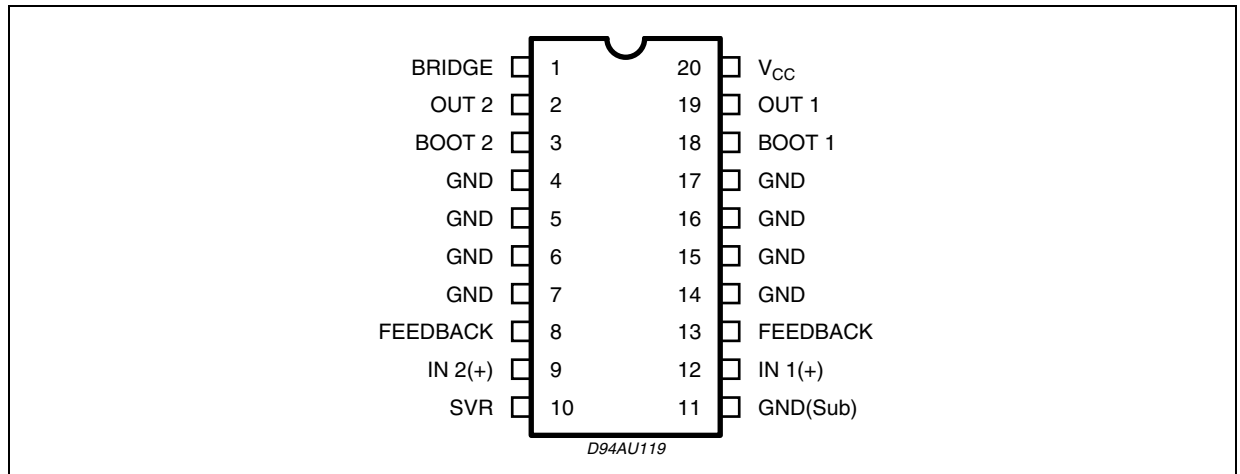 BRIDGE 1 20 VCC
OUT 2 2 19 OUT 1
BOOT 2 3 18 BOOT 1
GND 4 17 GND
GND 5 16 GND
GND 6 15 GND
GND 7 14 GND
FEEDBACK 8 13 FEEDBACK
IN 2(+) 9 12 IN 1(+)
SVR 10 11 GND(Sub)
D94AU119